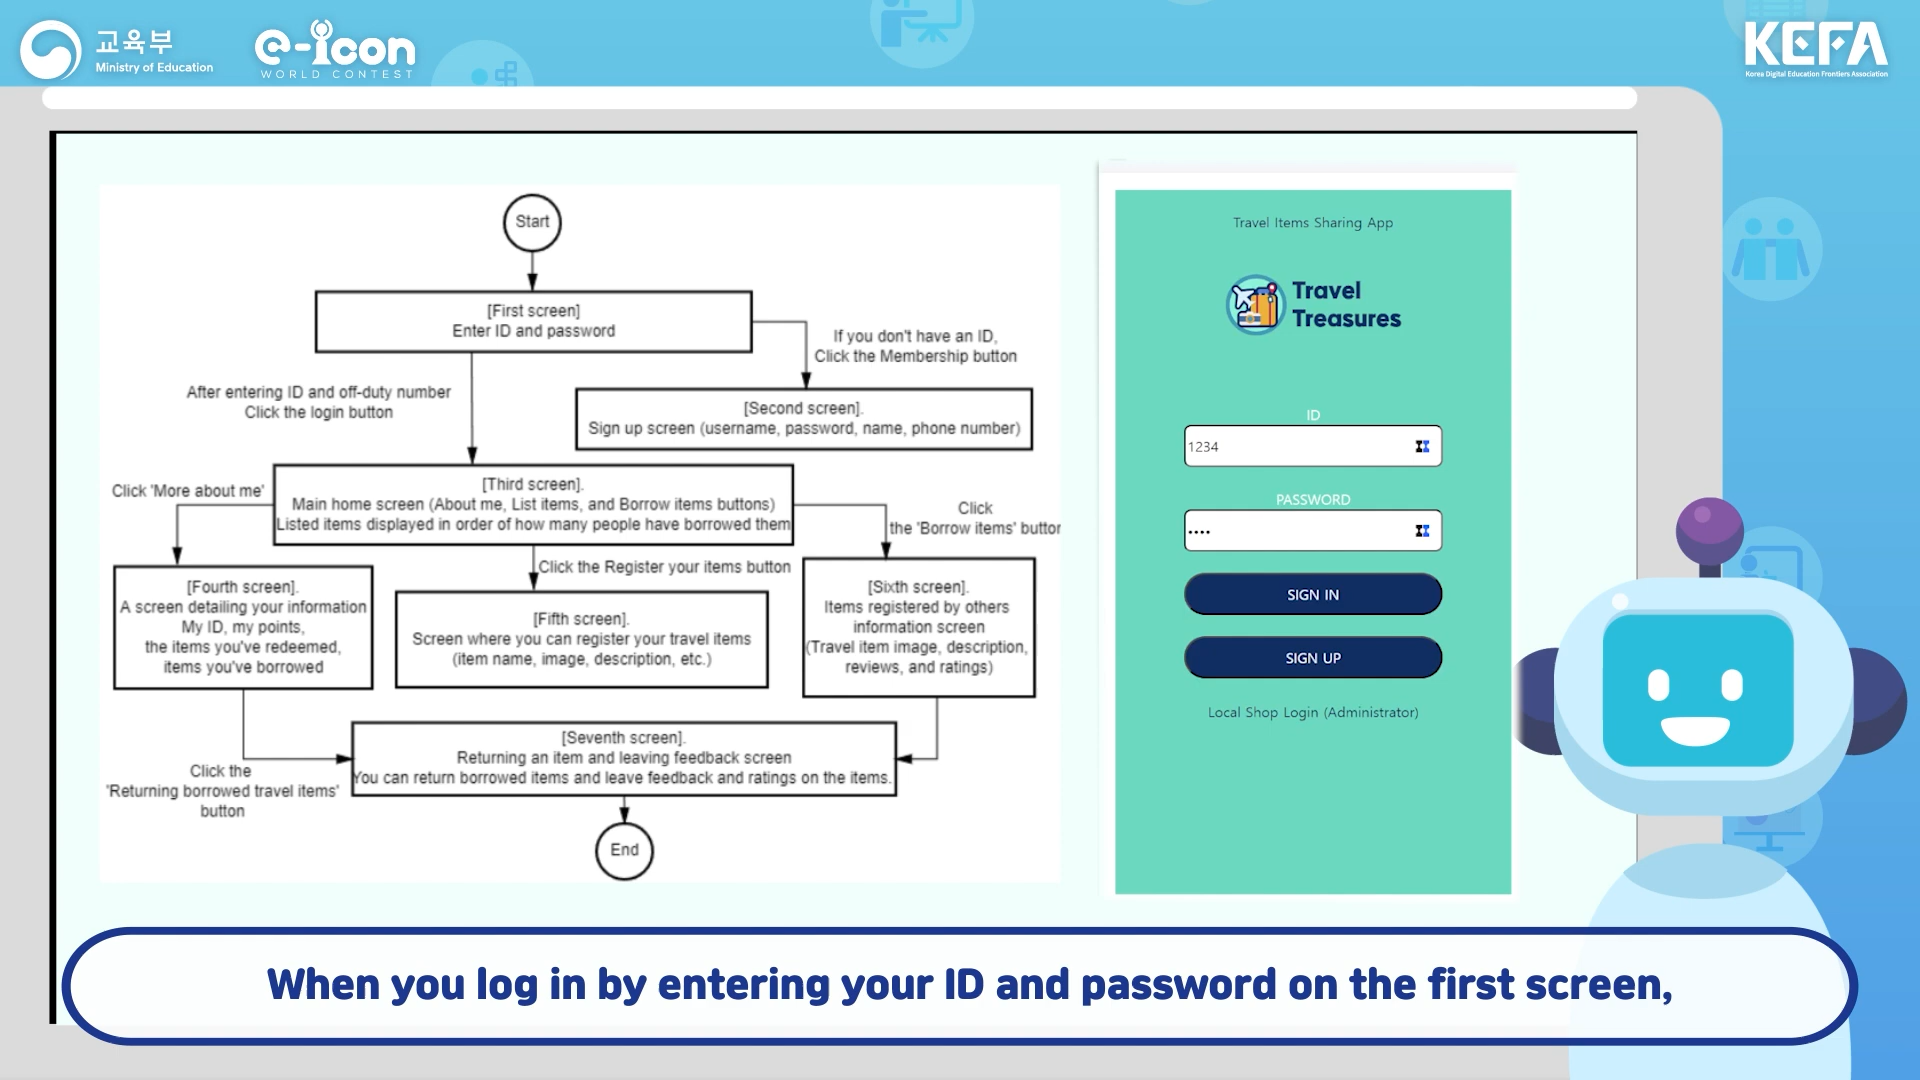 교육부
Ministry of Education
e-icon
WORLD CONTEST
KEFA
Korea Digital Education Frontiers Association
Start
[First screen]
Enter ID and password
If you don't have an ID,
Click the Membership button
After entering ID and off-duty number
Click the login button
[Second screen].
Sign up screen (username, password, name, phone number)
Click 'More about me'
[Third screen].
Main home screen (About me, List items, and Borrow items buttons)
Listed items displayed in order of how many people have borrowed them
Click
the 'Borrow items' button
Click the Register your items button
[Fourth screen].
A screen detailing your information
My ID, my points,
the items you've redeemed,
items you've borrowed
[Fifth screen].
Screen where you can register your travel items
(item name, image, description, etc.)
[Sixth screen].
Items registered by others
information screen
(Travel item image, description,
reviews, and ratings)
[Seventh screen].
Returning an item and leaving feedback screen
You can return borrowed items and leave feedback and ratings on the items.
Click the
'Returning borrowed travel items'
button
End
Travel Items Sharing App
Travel
Treasures
ID
1234
PASSWORD
••••
SIGN IN
SIGN UP
Local Shop Login (Administrator)
When you log in by entering your ID and password on the first screen,